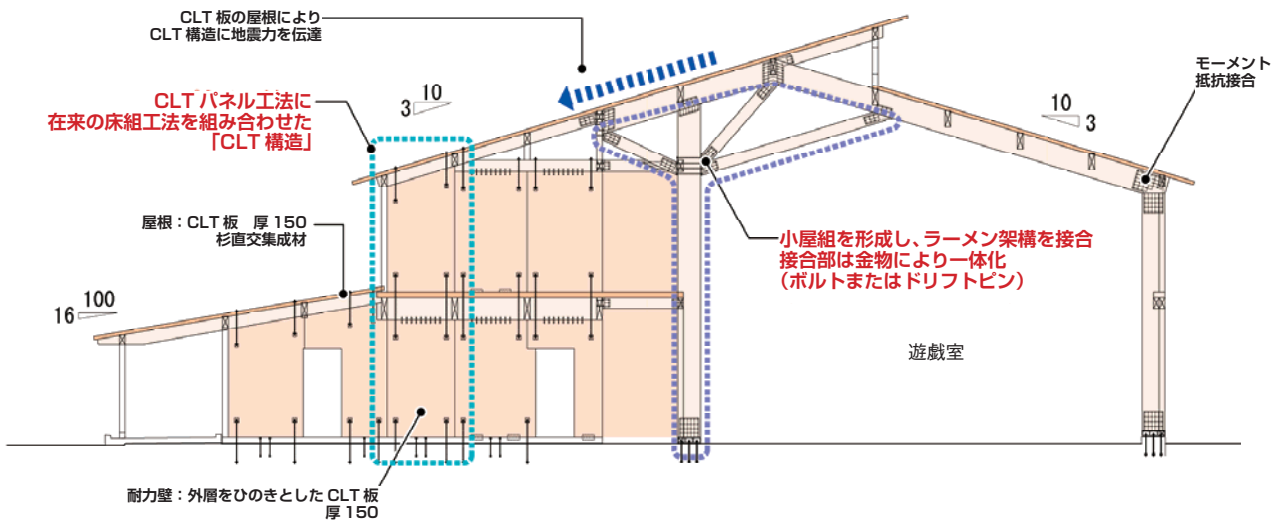 CLT 板の屋根により
CLT 構造に地震力を伝達
モーメント
抵抗接合
CLT パネル工法に
在来の床組工法を組み合わせた
「CLT 構造」
10
3
10
3
屋根：CLT 板　厚 150
杉直交集成材
小屋組を形成し、ラーメン架構を接合
接合部は金物により一体化
（ボルトまたはドリフトピン）
100
16
遊戯室
耐力壁：外層をひのきとした CLT 板
厚 150